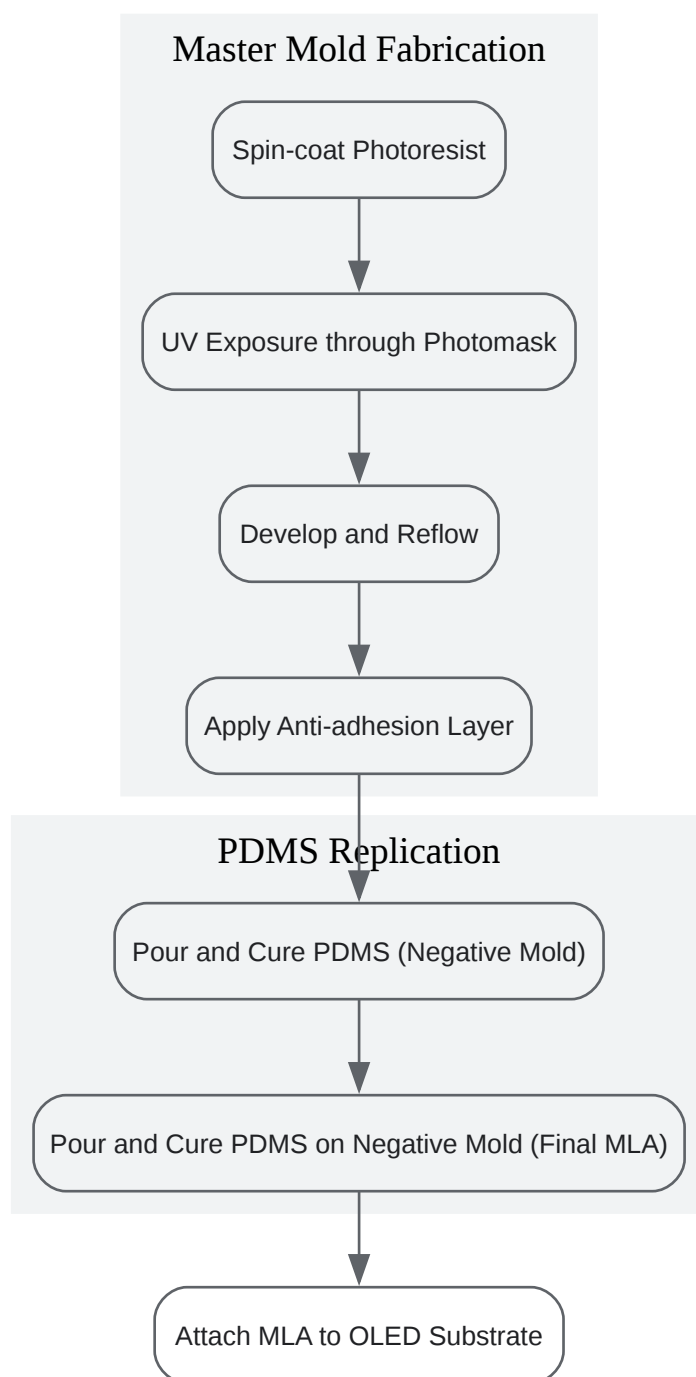 Master Mold Fabrication
Spin-coat Photoresist
UV Exposure through Photomask
Develop and Reflow
Apply Anti-adhesion Layer
PDMS Replication
Pour and Cure PDMS (Negative Mold)
Pour and Cure PDMS on Negative Mold (Final MLA)
Attach MLA to OLED Substrate